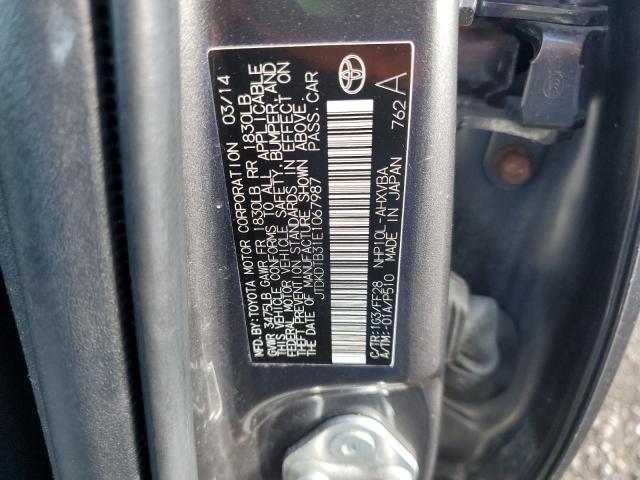 MFD.BY:TOYOTA MOTOR CORPORATION 03/14
GVWR 3475LB GAWR FR 1830LB RR 1830LB
THIS VEHICLE CONFORMS TO ALL APPLICABLE
FEDERAL MOTOR VEHICLE SAFETY, BUMPER,AND
THEFT PREVENTION STANDARDS IN EFFECT ON
THE DATE OF MANUFACTURE SHOWN ABOVE.
JTDKDTB31E1067987 PASS.CAR
C/TR:1G3/FF28 NHP10L-AHXVBA 762 A
A/TM:-01A/P510 MADE IN JAPAN